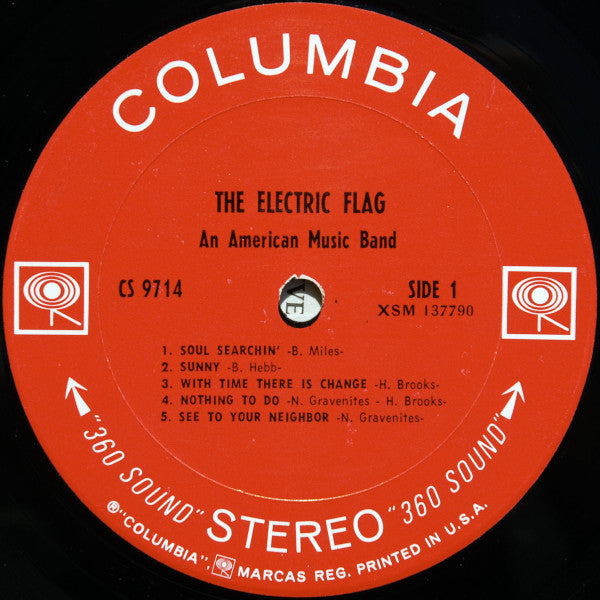 COLUMBIA
THE ELECTRIC FLAG
An American Music Band
CS 9714
SIDE 1
XSM 137790
VE
1. SOUL SEARCHIN' -B. Miles-
2. SUNNY -B. Hebb-
3. WITH TIME THERE IS CHANGE -H. Brooks-
4. NOTHING TO DO -N. Gravenites - H. Brooks-
5. SEE TO YOUR NEIGHBOR -N. Gravenites-
"360 SOUND" STEREO "360 SOUND"
® "COLUMBIA", MARCAS REG. PRINTED IN U.S.A.